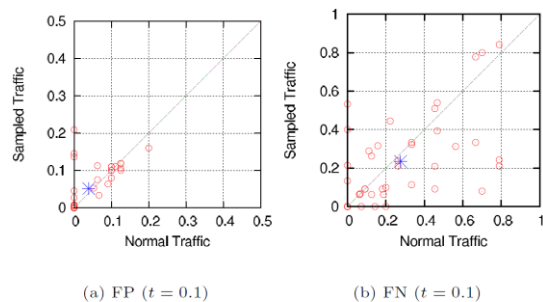 0.5
0.4
0.3
0.2
0.1
0
0 0.1 0.2 0.3 0.4 0.5
Sampled Traffic
Normal Traffic
(a) FP (t = 0.1)
1
0.8
0.6
0.4
0.2
0
0 0.2 0.4 0.6 0.8 1
Sampled Traffic
Normal Traffic
(b) FN (t = 0.1)